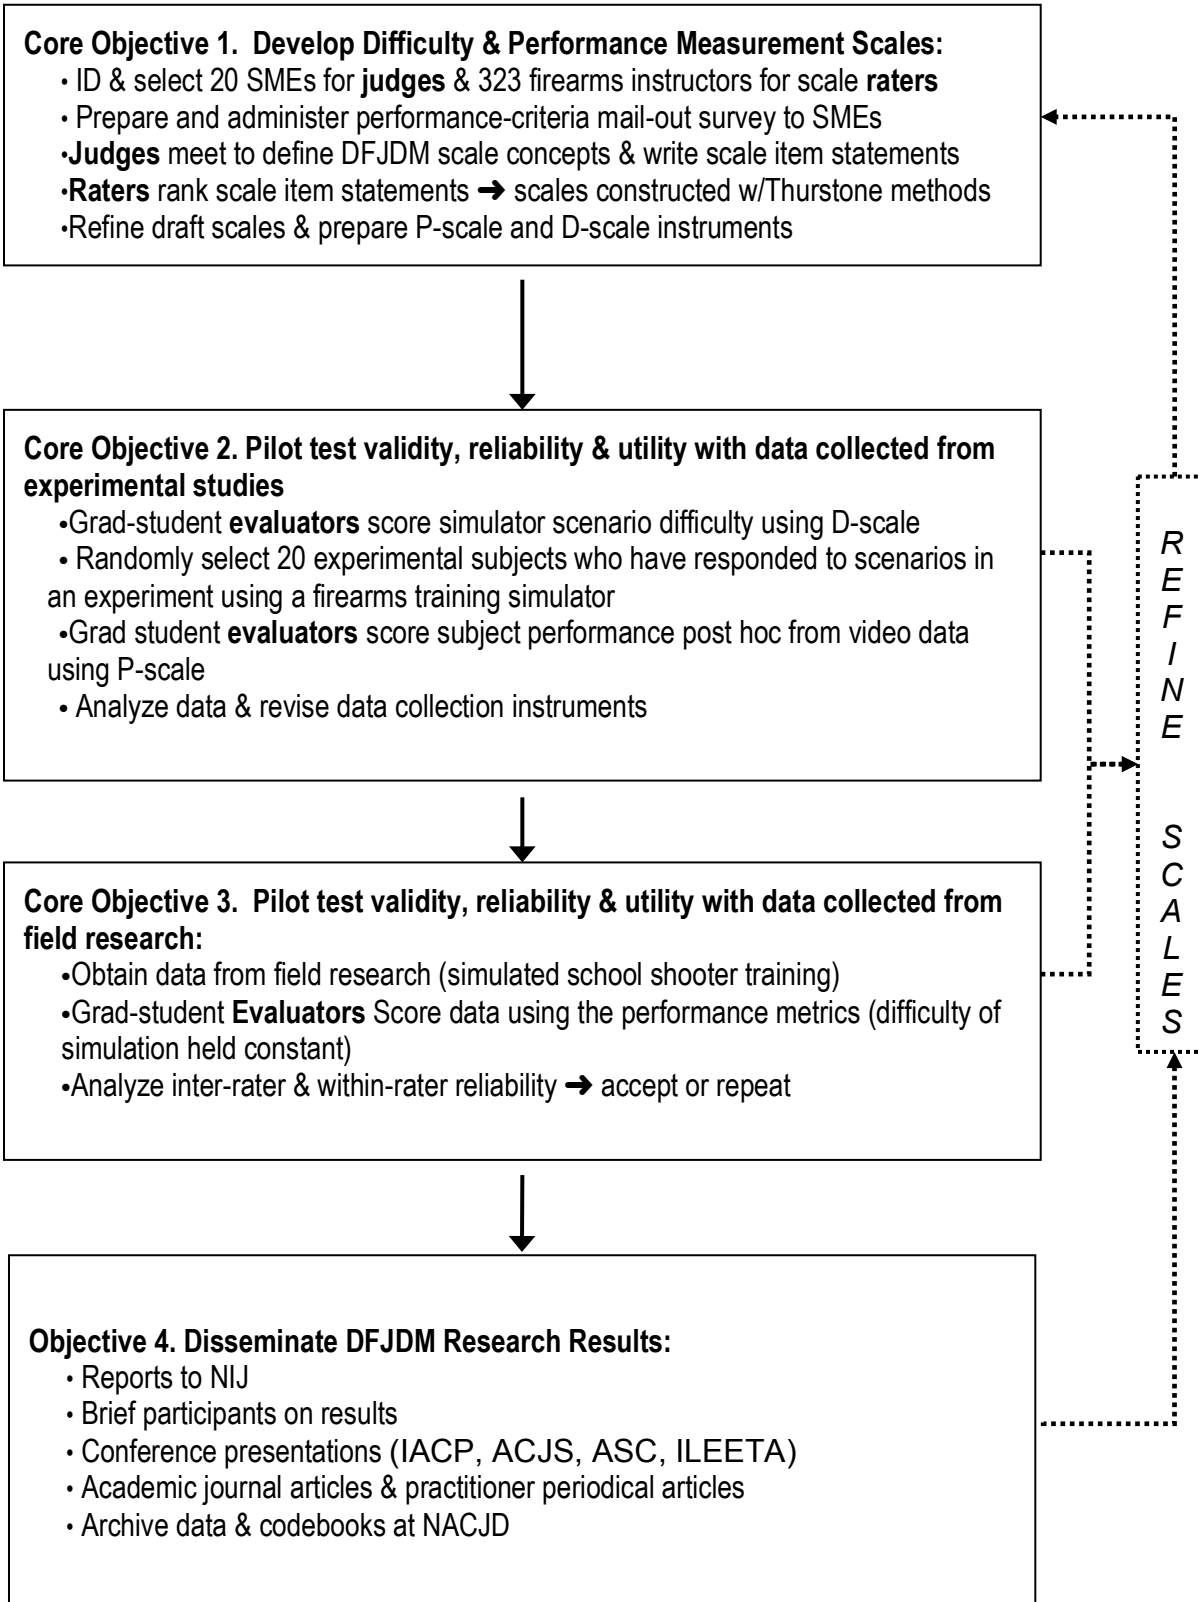 Core Objective 1.  Develop Difficulty & Performance Measurement Scales:
• ID & select 20 SMEs for judges & 323 firearms instructors for scale raters
• Prepare and administer performance-criteria mail-out survey to SMEs
•Judges meet to define DFJDM scale concepts & write scale item statements
•Raters rank scale item statements ➔ scales constructed w/Thurstone methods
•Refine draft scales & prepare P-scale and D-scale instruments
Core Objective 2. Pilot test validity, reliability & utility with data collected from
experimental studies
•Grad-student evaluators score simulator scenario difficulty using D-scale
• Randomly select 20 experimental subjects who have responded to scenarios in
an experiment using a firearms training simulator
•Grad student evaluators score subject performance post hoc from video data
using P-scale
• Analyze data & revise data collection instruments
Core Objective 3.  Pilot test validity, reliability & utility with data collected from
field research:
•Obtain data from field research (simulated school shooter training)
•Grad-student Evaluators Score data using the performance metrics (difficulty of
simulation held constant)
•Analyze inter-rater & within-rater reliability ➔ accept or repeat
Objective 4. Disseminate DFJDM Research Results:
• Reports to NIJ
• Brief participants on results
• Conference presentations (IACP, ACJS, ASC, ILEETA)
• Academic journal articles & practitioner periodical articles
• Archive data & codebooks at NACJD
REFINE
SCALES